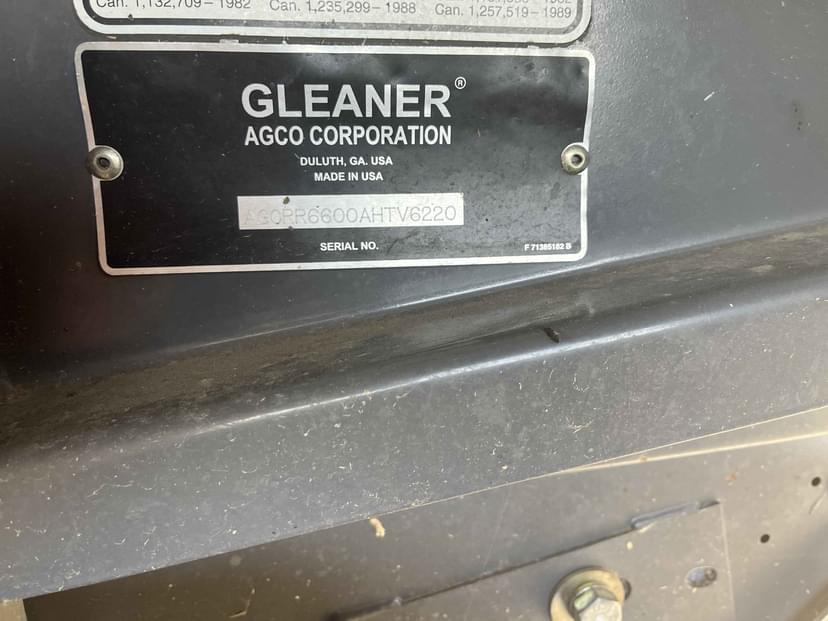 Can. 1,132,709 – 1982 Can. 1,235,299 – 1988 Can. 1,257,519 – 1989
GLEANER®
AGCO CORPORATION
DULUTH, GA. USA
MADE IN USA
AGCRR6600AHTV6220
SERIAL NO.
F 71385182 B